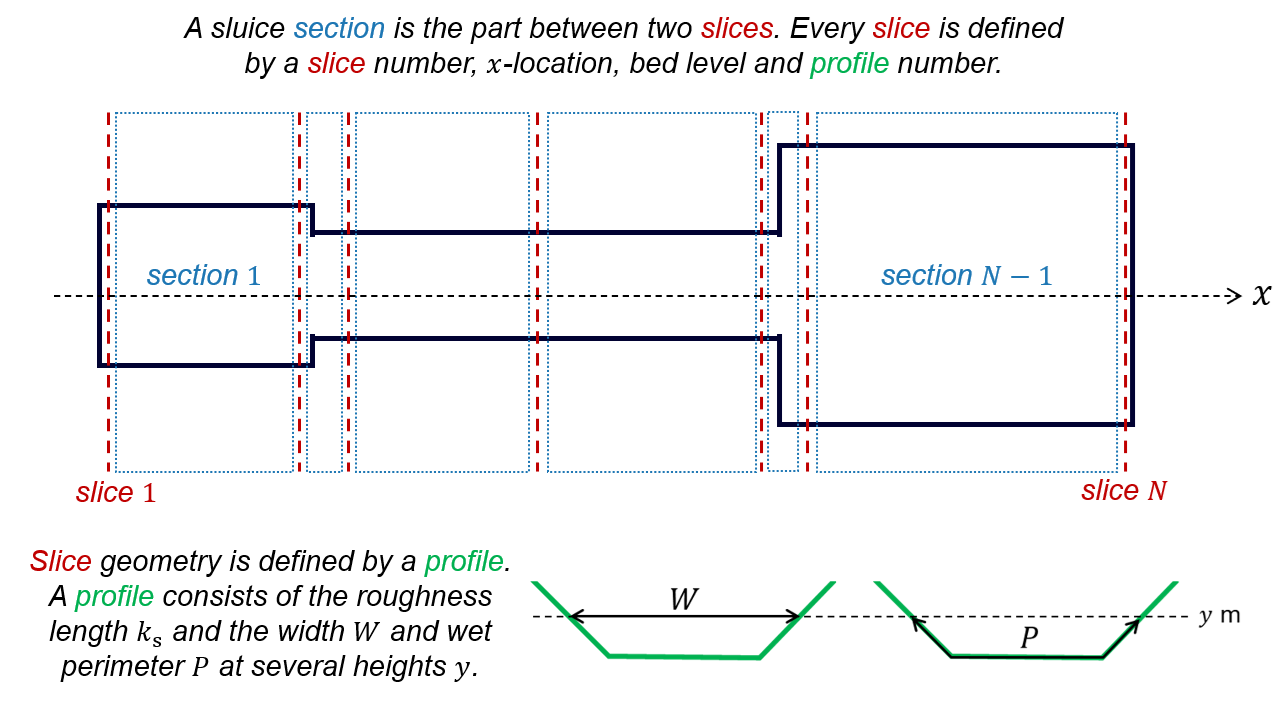 A sluice section is the part between two slices. Every slice is defined
by a slice number, x-location, bed level and profile number.
section 1
section N − 1
x
slice 1
slice N
Slice geometry is defined by a profile.
A profile consists of the roughness
length kₛ and the width W and wet
perimeter P at several heights y.
W
P
y m